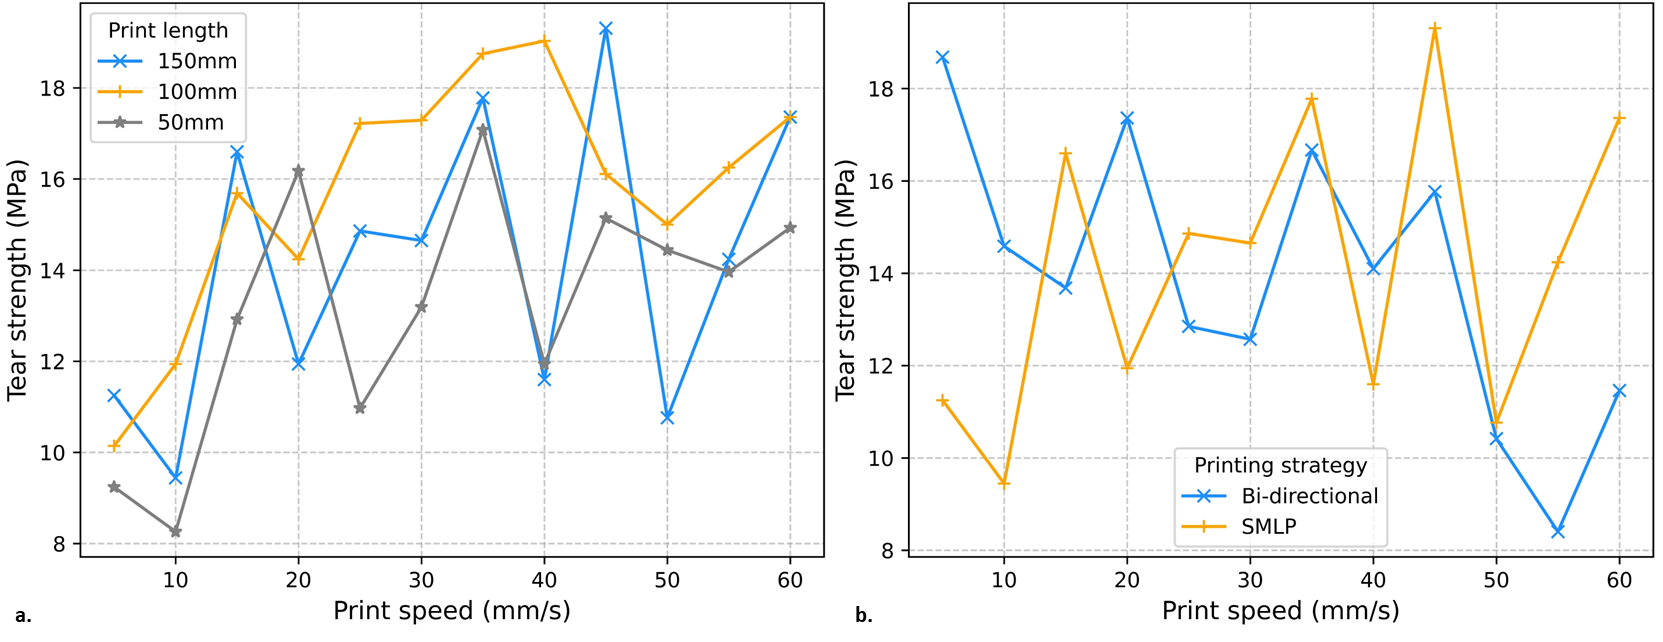 Print length
150mm
100mm
50mm
18
16
14
12
10
8
Tear strength (MPa)
10 20 30 40 50 60
Print speed (mm/s)
a.
18
16
14
12
10
8
Tear strength (MPa)
Printing strategy
Bi-directional
SMLP
10 20 30 40 50 60
Print speed (mm/s)
b.